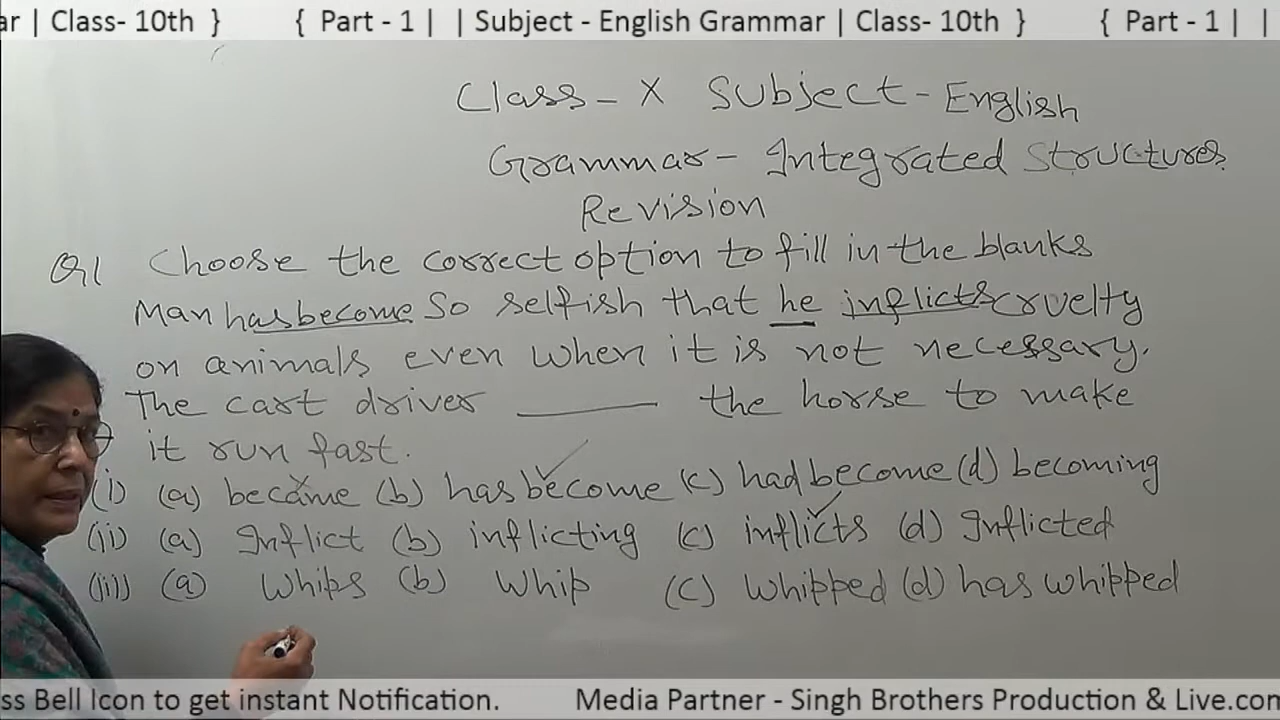 ar | Class- 10th } { Part - 1 | | Subject - English Grammar | Class- 10th } { Part - 1 | |
Class - X Subject - English
Grammar - Integrated Structures
Revision
Q1 Choose the correct option to fill in the blanks
Man has become so selfish that he inflicts cruelty
on animals even when it is not necessary.
The cart driver ______ the horse to make
it run fast.
(i) (a) became (b) has become (c) had become (d) becoming
(ii) (a) Inflict (b) inflicting (c) inflicts (d) Inflicted
(iii) (a) Whips (b) Whip (c) Whipped (d) has whipped
ss Bell Icon to get instant Notification. Media Partner - Singh Brothers Production & Live.com